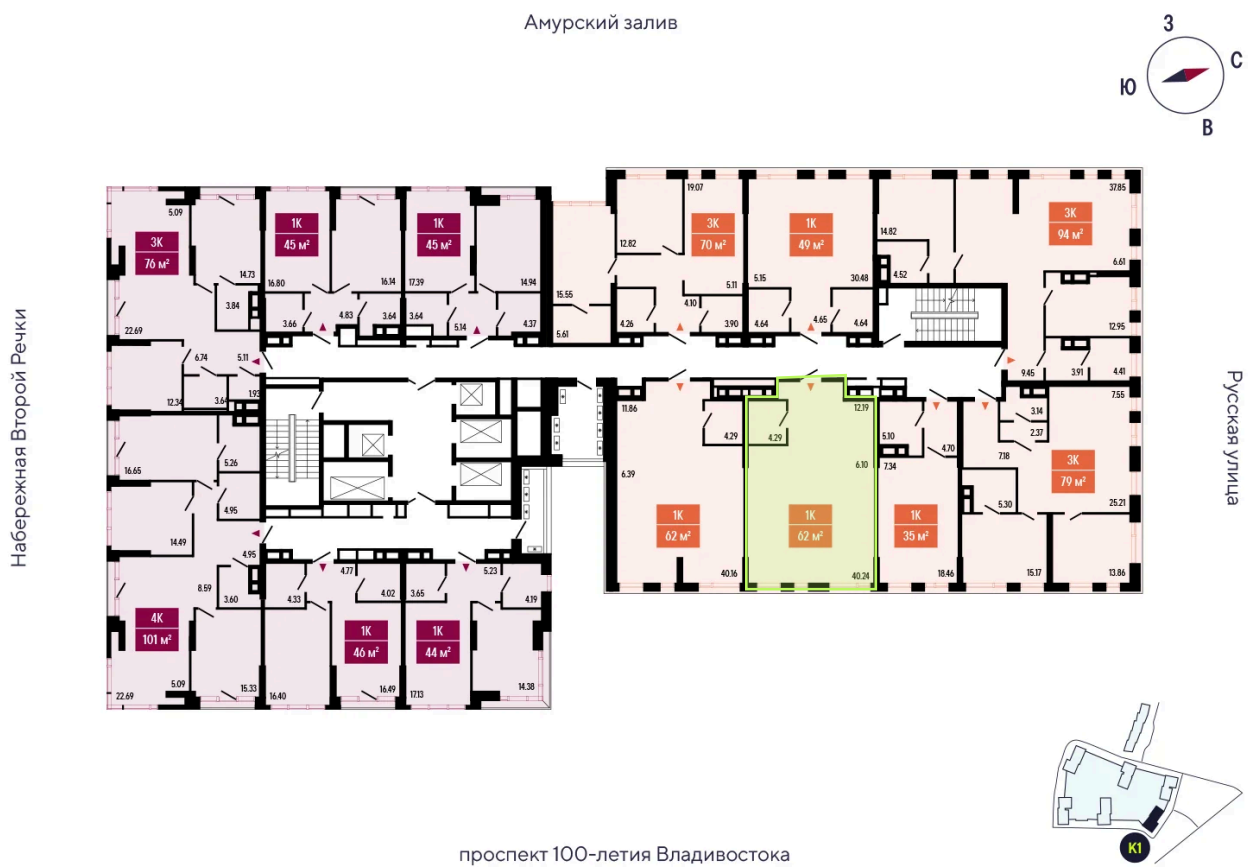 Амурский залив
З
С
Ю
В
Набережная Второй Речки
Русская улица
5.09
3К
76 м²
14.73
3.84
22.69
6.74
5.11
12.34
3.64
1.93
1К
45 м²
16.80
16.14
3.66
4.83
3.64
1К
45 м²
17.39
14.94
3.64
5.14
4.37
15.55
5.61
19.07
12.82
3К
70 м²
5.11
4.26
4.10
3.90
1К
49 м²
5.15
30.48
4.64
4.65
4.64
37.85
3К
94 м²
14.82
4.52
6.61
12.95
9.45
3.91
4.41
16.65
5.26
4.95
14.49
4.95
8.59
3.60
4К
101 м²
22.69
5.09
15.33
4.77
4.33
4.02
1К
46 м²
16.40
16.49
5.23
3.65
4.19
1К
44 м²
17.13
14.38
11.86
4.29
6.39
1К
62 м²
40.16
12.19
4.29
6.10
1К
62 м²
40.24
5.10
4.70
7.34
1К
35 м²
18.46
7.55
3.14
2.37
7.18
3К
79 м²
5.30
25.21
15.17
13.86
К1
проспект 100-летия Владивостока